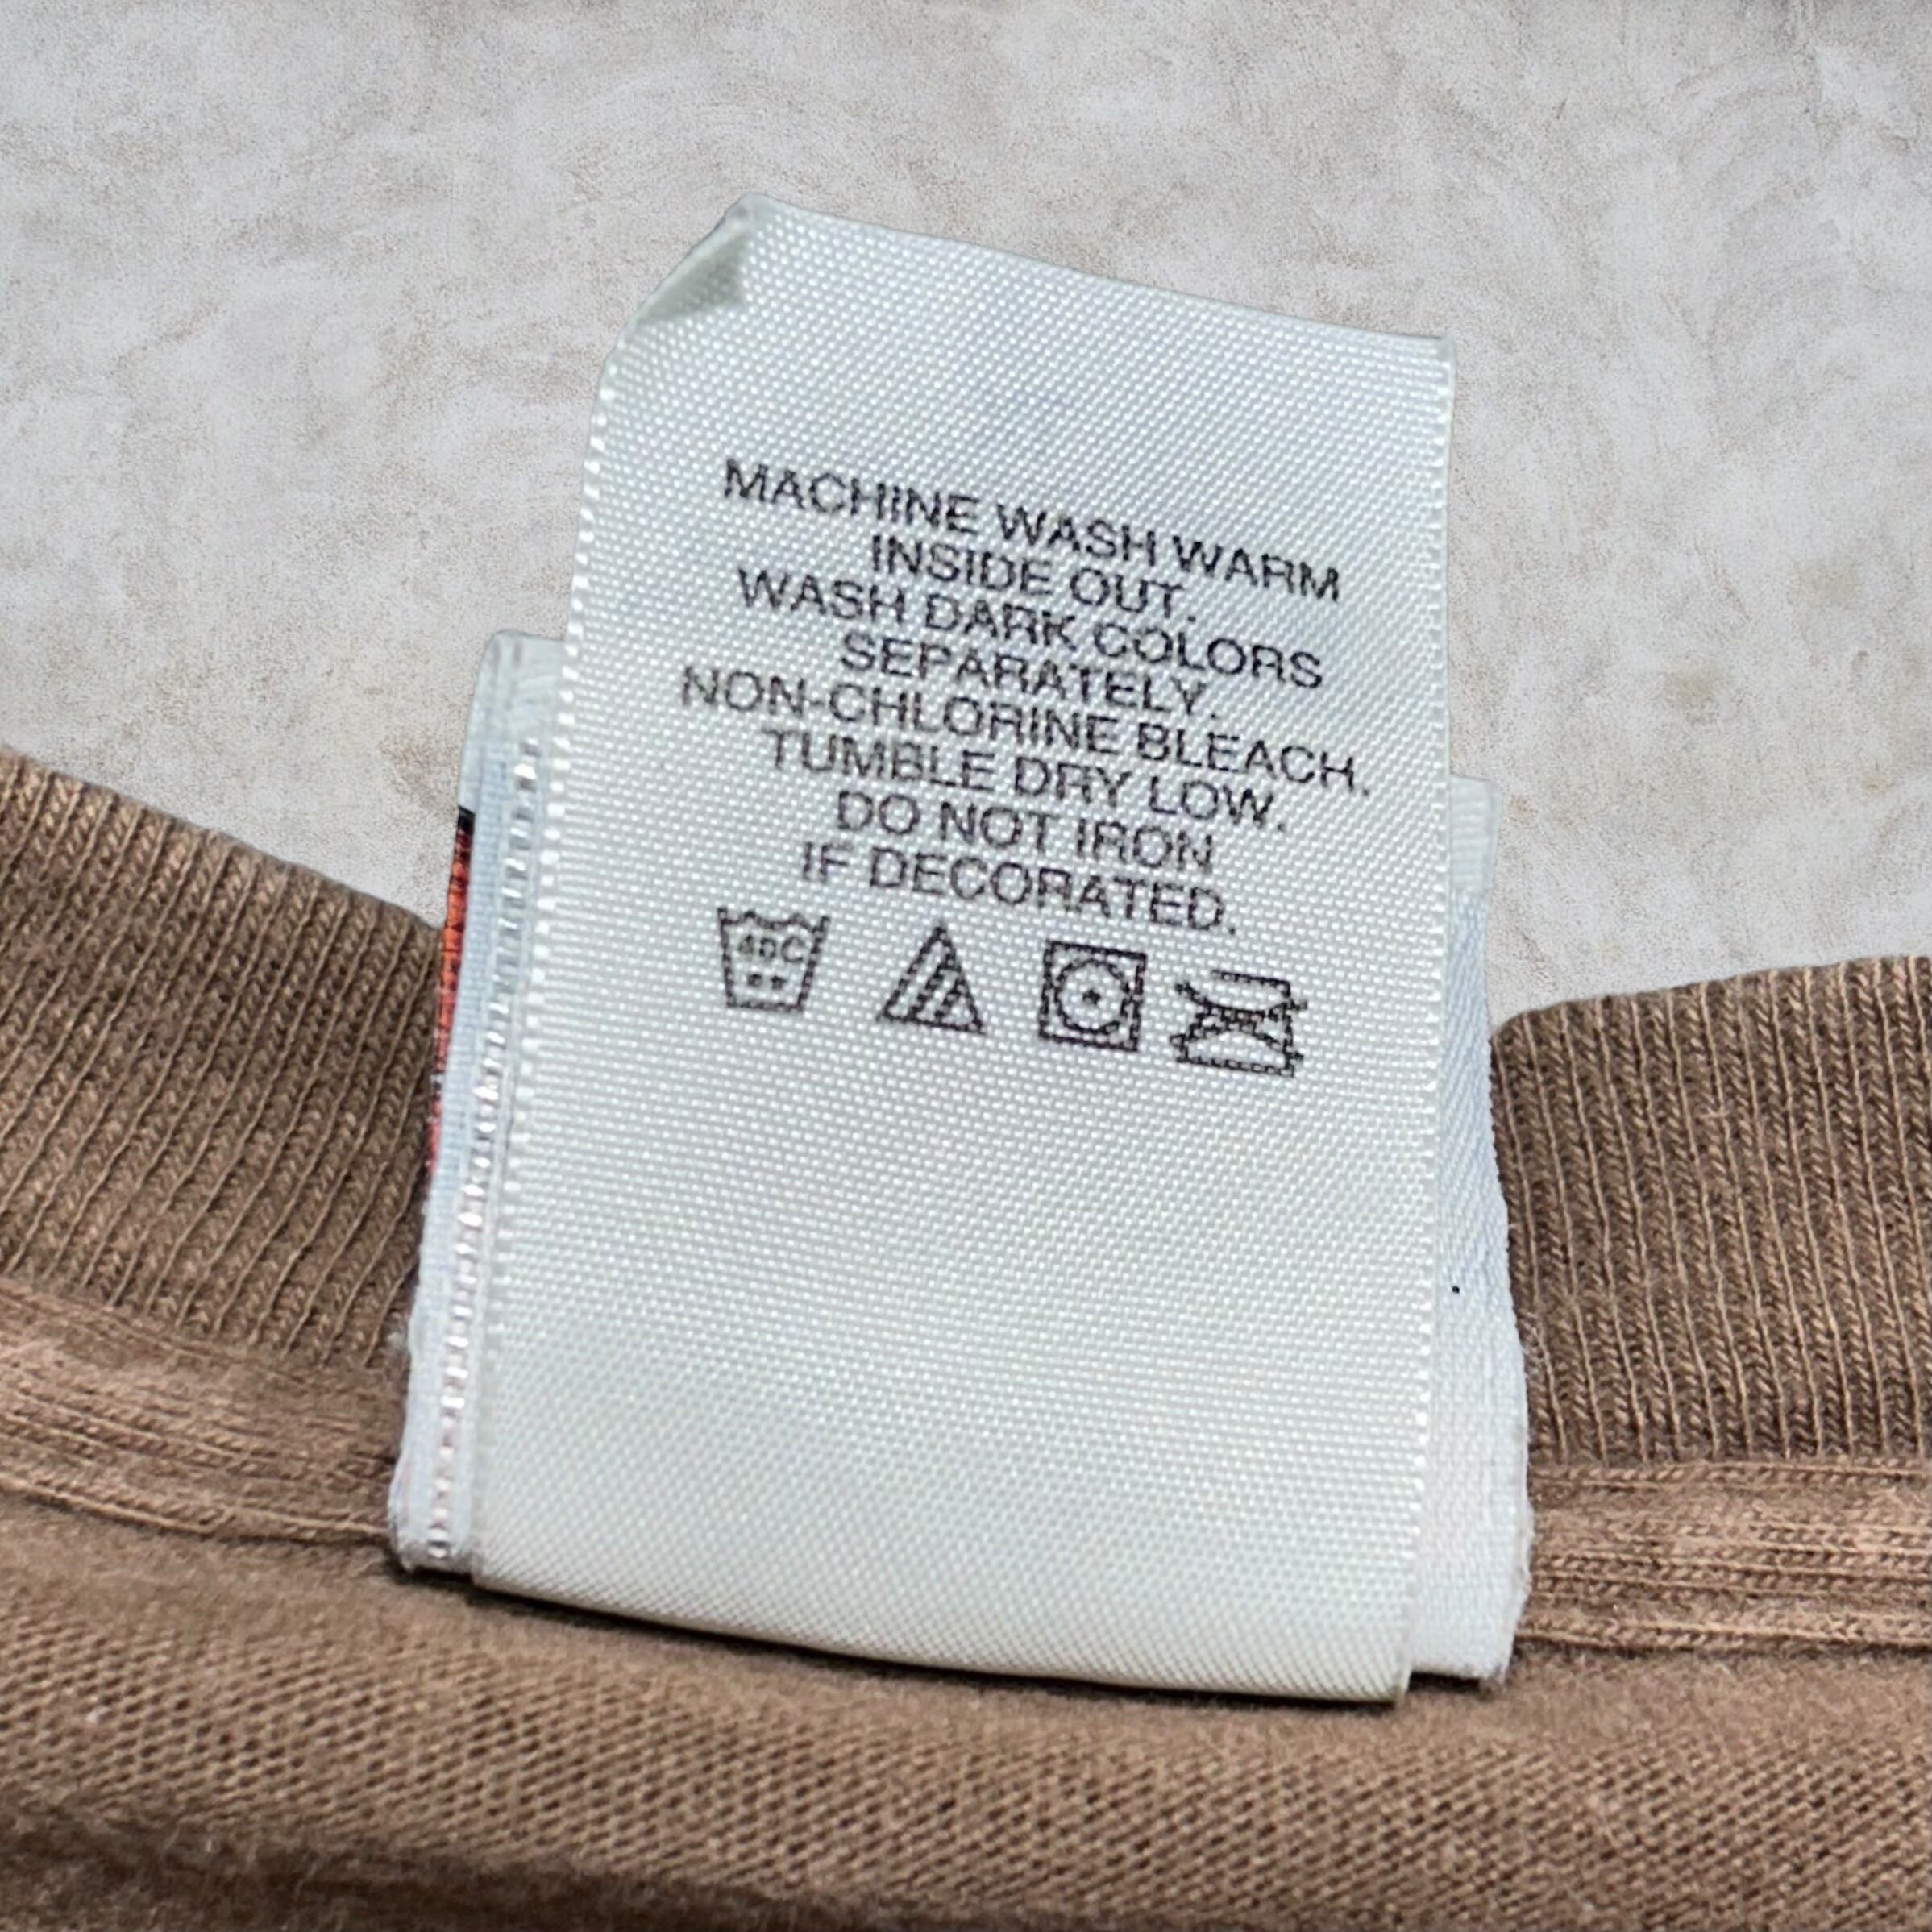 MACHINE WASH WARM
INSIDE OUT.
WASH DARK COLORS
SEPARATELY.
NON-CHLORINE BLEACH.
TUMBLE DRY LOW.
DO NOT IRON
IF DECORATED.
40C